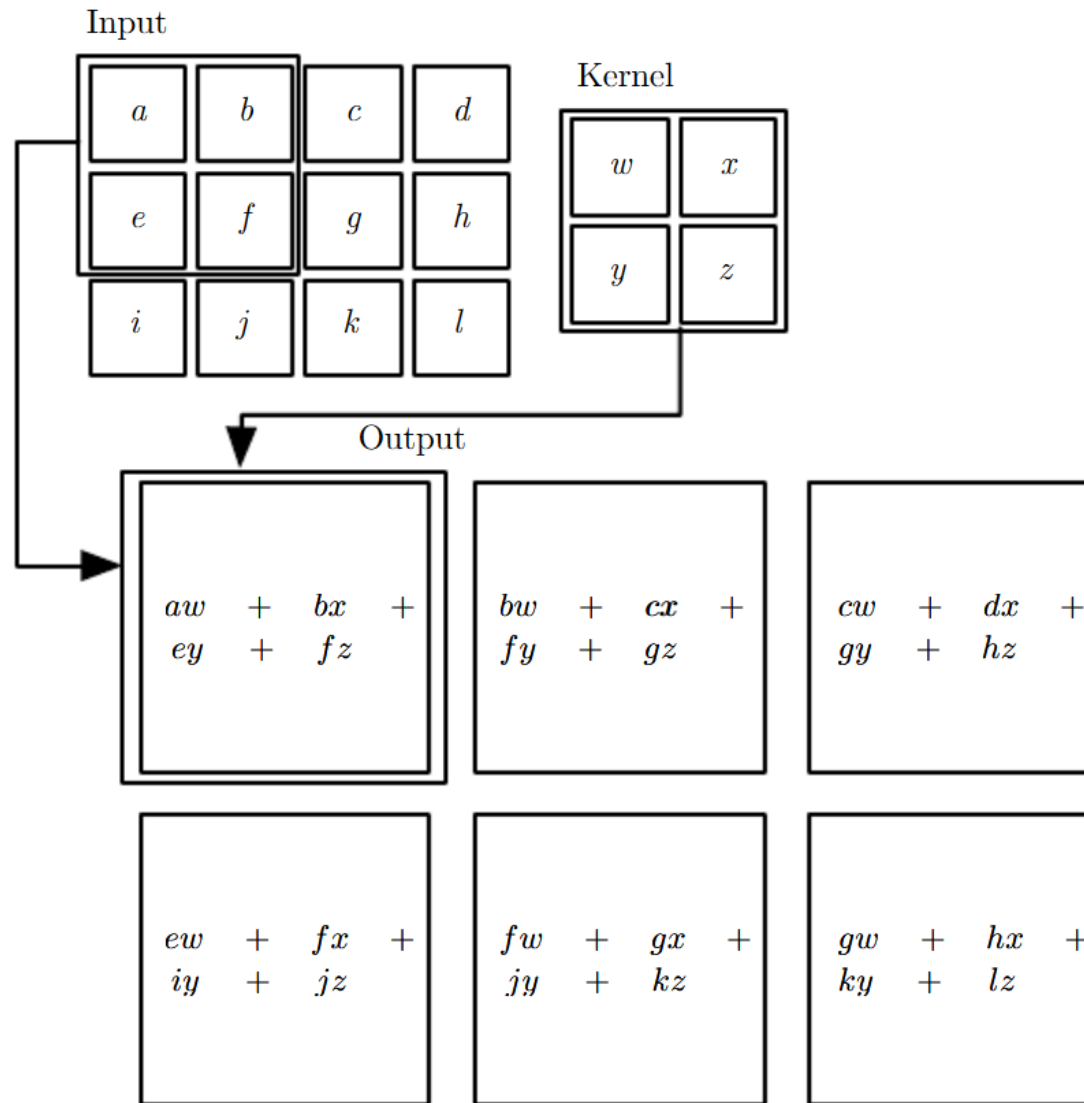 Input
a b c d
Kernel
w x
e f g h
y z
i j k l
Output
aw + bx + bw + cx + cw + dx +
ey + fz fy + gz gy + hz
ew + fx + fw + gx + gw + hx +
iy + jz jy + kz ky + lz